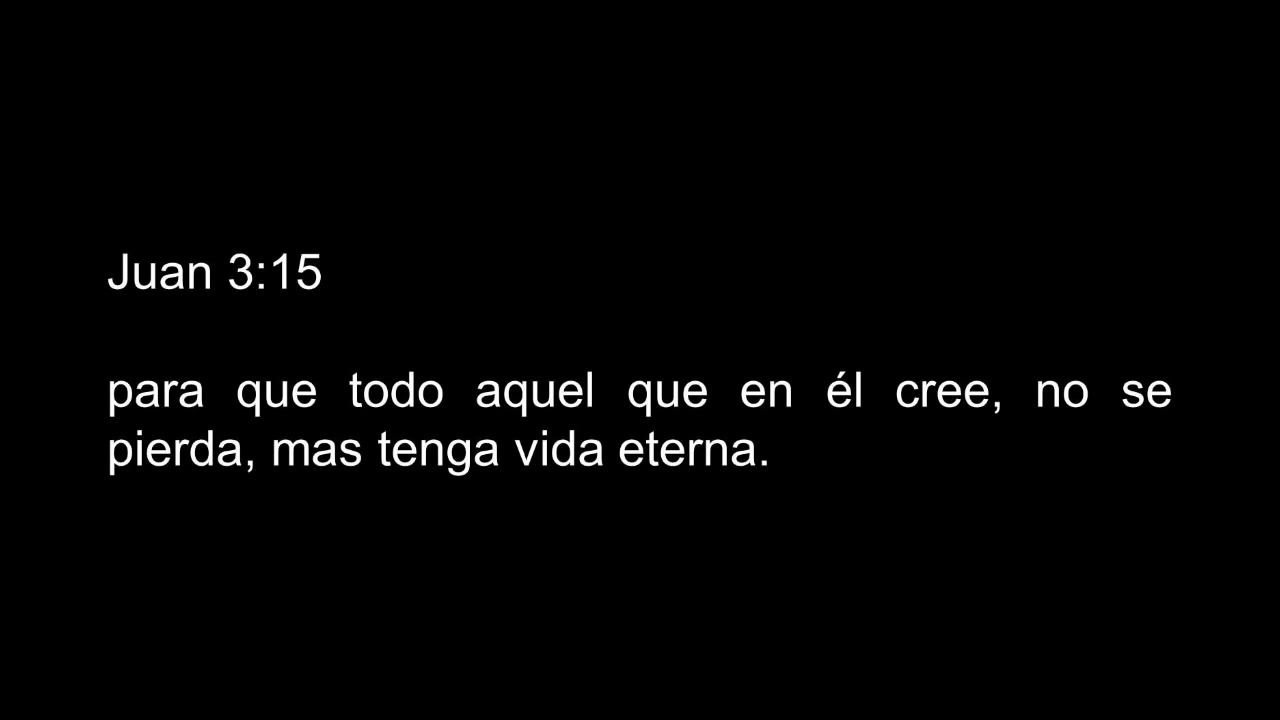 Juan 3:15
para que todo aquel que en él cree, no se
pierda, mas tenga vida eterna.